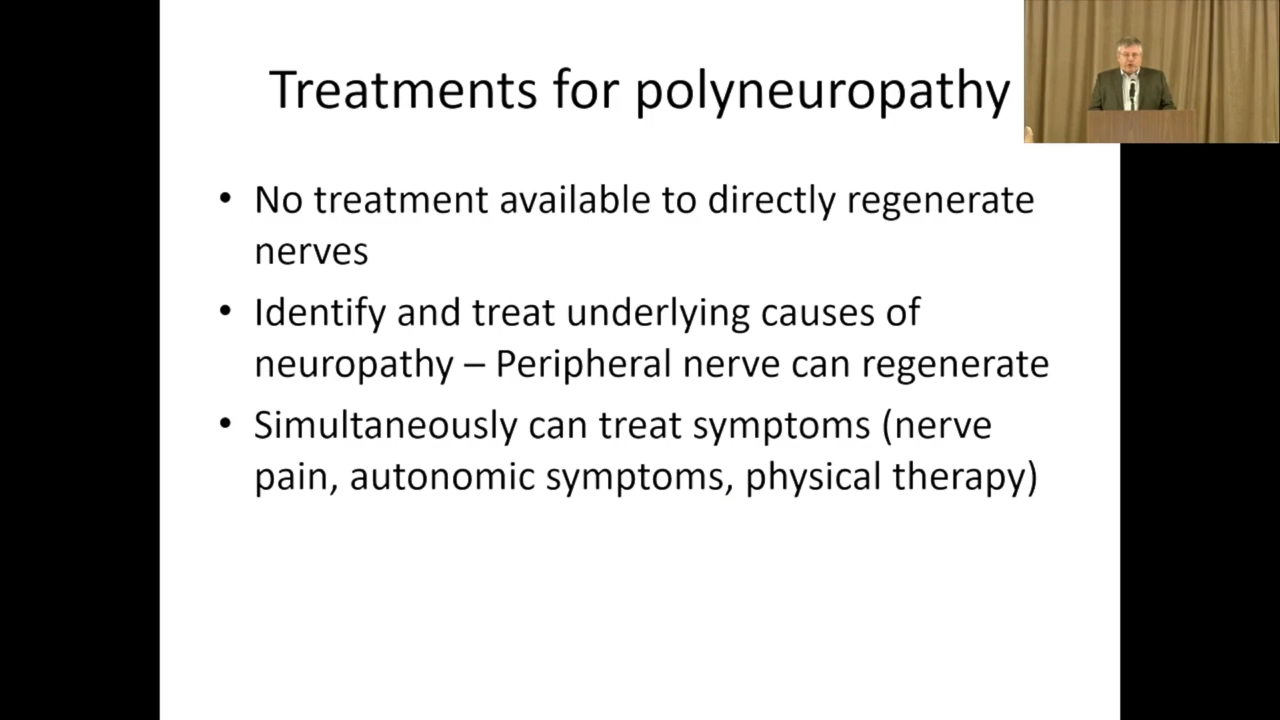 Treatments for polyneuropathy
• No treatment available to directly regenerate
nerves
• Identify and treat underlying causes of
neuropathy – Peripheral nerve can regenerate
• Simultaneously can treat symptoms (nerve
pain, autonomic symptoms, physical therapy)